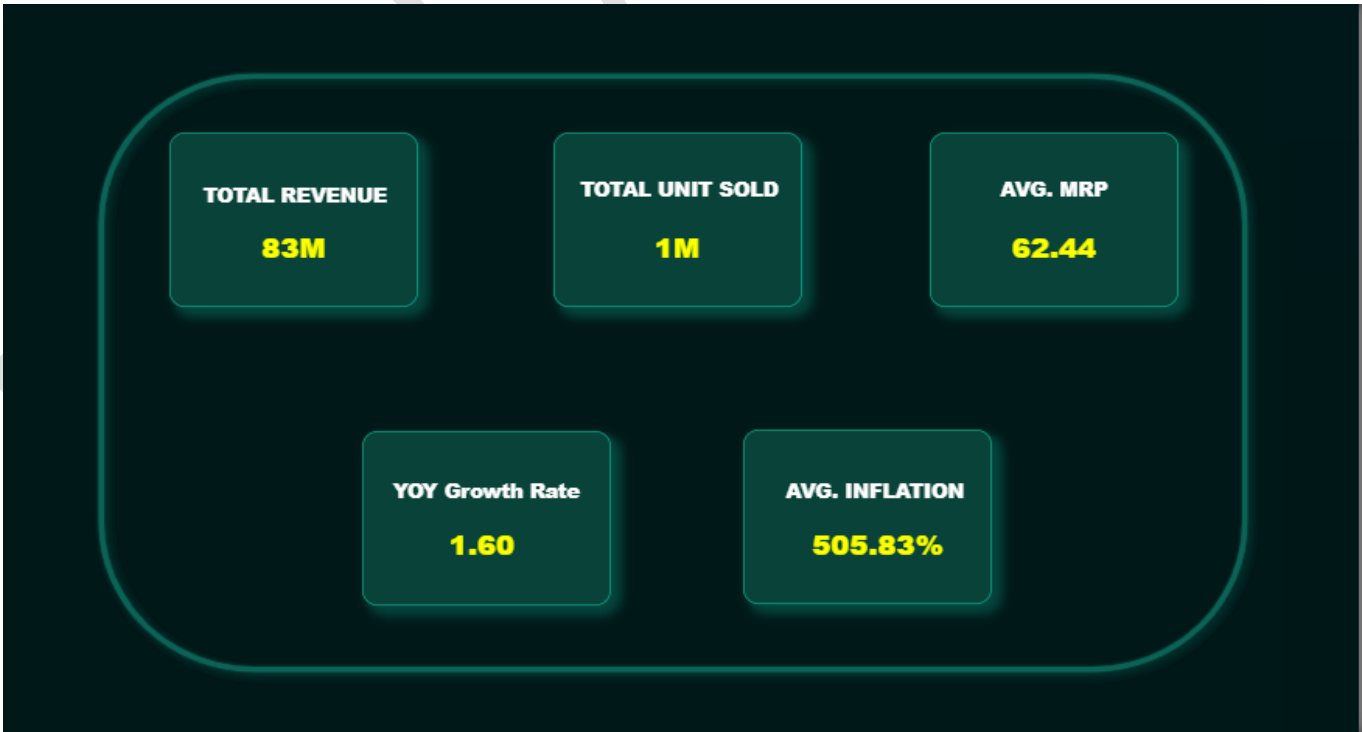 TOTAL REVENUE
83M
TOTAL UNIT SOLD
1M
AVG. MRP
62.44
YOY Growth Rate
1.60
AVG. INFLATION
505.83%